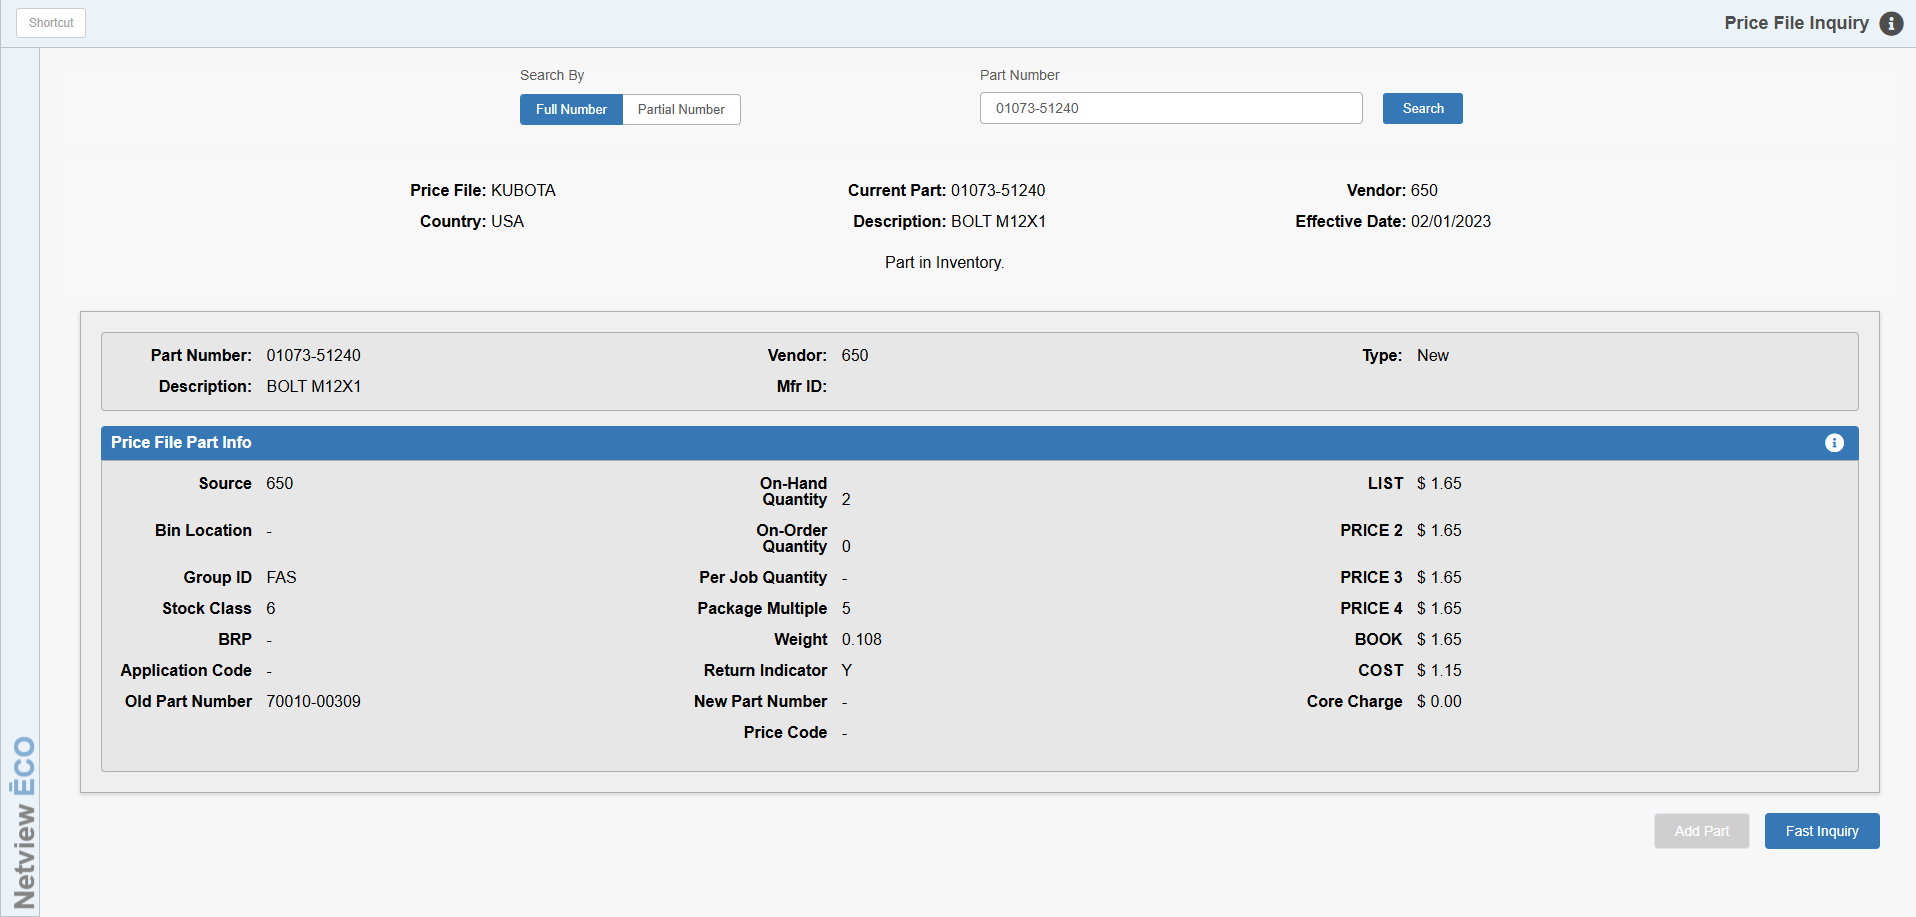 Shortcut
Price File Inquiry
Search By
Part Number
Full Number Partial Number
01073-51240
Search
Price File: KUBOTA
Current Part: 01073-51240
Vendor: 650
Country: USA
Description: BOLT M12X1
Effective Date: 02/01/2023
Part in Inventory.
Part Number: 01073-51240
Vendor: 650
Type: New
Description: BOLT M12X1
Mfr ID:
Price File Part Info
Source 650
On-Hand
Quantity 2
LIST $ 1.65
Bin Location -
On-Order
Quantity 0
PRICE 2 $ 1.65
Group ID FAS
Per Job Quantity -
PRICE 3 $ 1.65
Stock Class 6
Package Multiple 5
PRICE 4 $ 1.65
BRP -
Weight 0.108
BOOK $ 1.65
Application Code -
Return Indicator Y
COST $ 1.15
Old Part Number 70010-00309
New Part Number -
Core Charge $ 0.00
Price Code -
Add Part
Fast Inquiry
Netview ĒCO